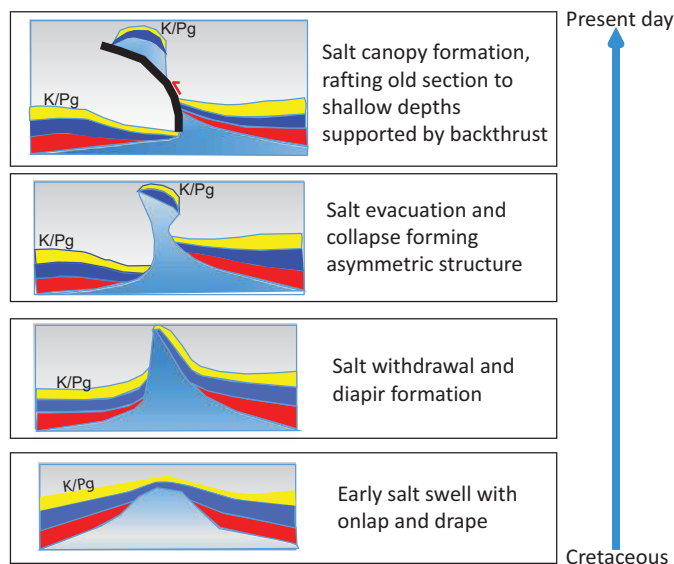 Present day
K/Pg
K/Pg
Salt canopy formation,
rafting old section to
shallow depths
supported by backthrust
K/Pg
K/Pg
Salt evacuation and
collapse forming
asymmetric structure
K/Pg
Salt withdrawal and
diapir formation
K/Pg
Early salt swell with
onlap and drape
Cretaceous